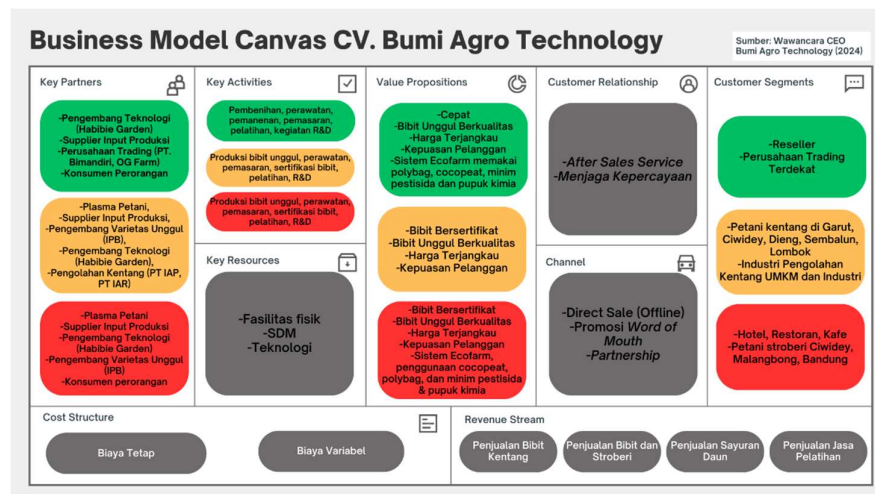 Business Model Canvas CV. Bumi Agro Technology
Sumber: Wawancara CEO
Bumi Agro Technology (2024)
Key Partners
-Pengembang Teknologi
(Habibie Garden)
-Supplier Input Produksi
-Perusahaan Trading (PT.
Bimandiri, OG Farm)
-Konsumen Perorangan
-Plasma Petani,
-Supplier Input Produksi,
-Pengembang Varietas Unggul
(IPB),
-Pengembang Teknologi
(Habibie Garden),
-Pengolahan Kentang (PT IAP,
PT IAR)
-Plasma Petani
-Supplier Input Produksi
-Pengembang Teknologi
(Habibie Garden)
-Pengembang Varietas Unggul
(IPB)
-Konsumen perorangan
Key Activities
Pembenihan, perawatan,
pemanenan, pemasaran,
pelatihan, kegiatan R&D
Produksi bibit unggul, perawatan,
pemasaran, sertifikasi bibit,
pelatihan, R&D
Produksi bibit unggul, perawatan,
pemasaran, sertifikasi bibit,
pelatihan, R&D
Key Resources
-Fasilitas fisik
-SDM
-Teknologi
Value Propositions
-Cepat
-Bibit Unggul Berkualitas
-Harga Terjangkau
-Kepuasan Pelanggan
-Sistem Ecofarm memakai
polybag, cocopeat, minim
pestisida dan pupuk kimia
-Bibit Bersertifikat
-Bibit Unggul Berkualitas
-Harga Terjangkau
-Kepuasan Pelanggan
-Bibit Bersertifikat
-Bibit Unggul Berkualitas
-Harga Terjangkau
-Kepuasan Pelanggan
-Sistem Ecofarm,
penggunaan cocopeat,
polybag, dan minim pestisida
& pupuk kimia
Customer Relationship
-After Sales Service
-Menjaga Kepercayaan
Channel
-Direct Sale (Offline)
-Promosi Word of
Mouth
-Partnership
Customer Segments
-Reseller
-Perusahaan Trading
Terdekat
-Petani kentang di Garut,
Ciwidey, Dieng, Sembalun,
Lombok
-Industri Pengolahan
Kentang UMKM dan Industri
-Hotel, Restoran, Kafe
-Petani stroberi Ciwidey,
Malangbong, Bandung
Cost Structure
Biaya Tetap
Biaya Variabel
Revenue Stream
Penjualan Bibit
Kentang
Penjualan Bibit dan
Stroberi
Penjualan Sayuran
Daun
Penjualan Jasa
Pelatihan